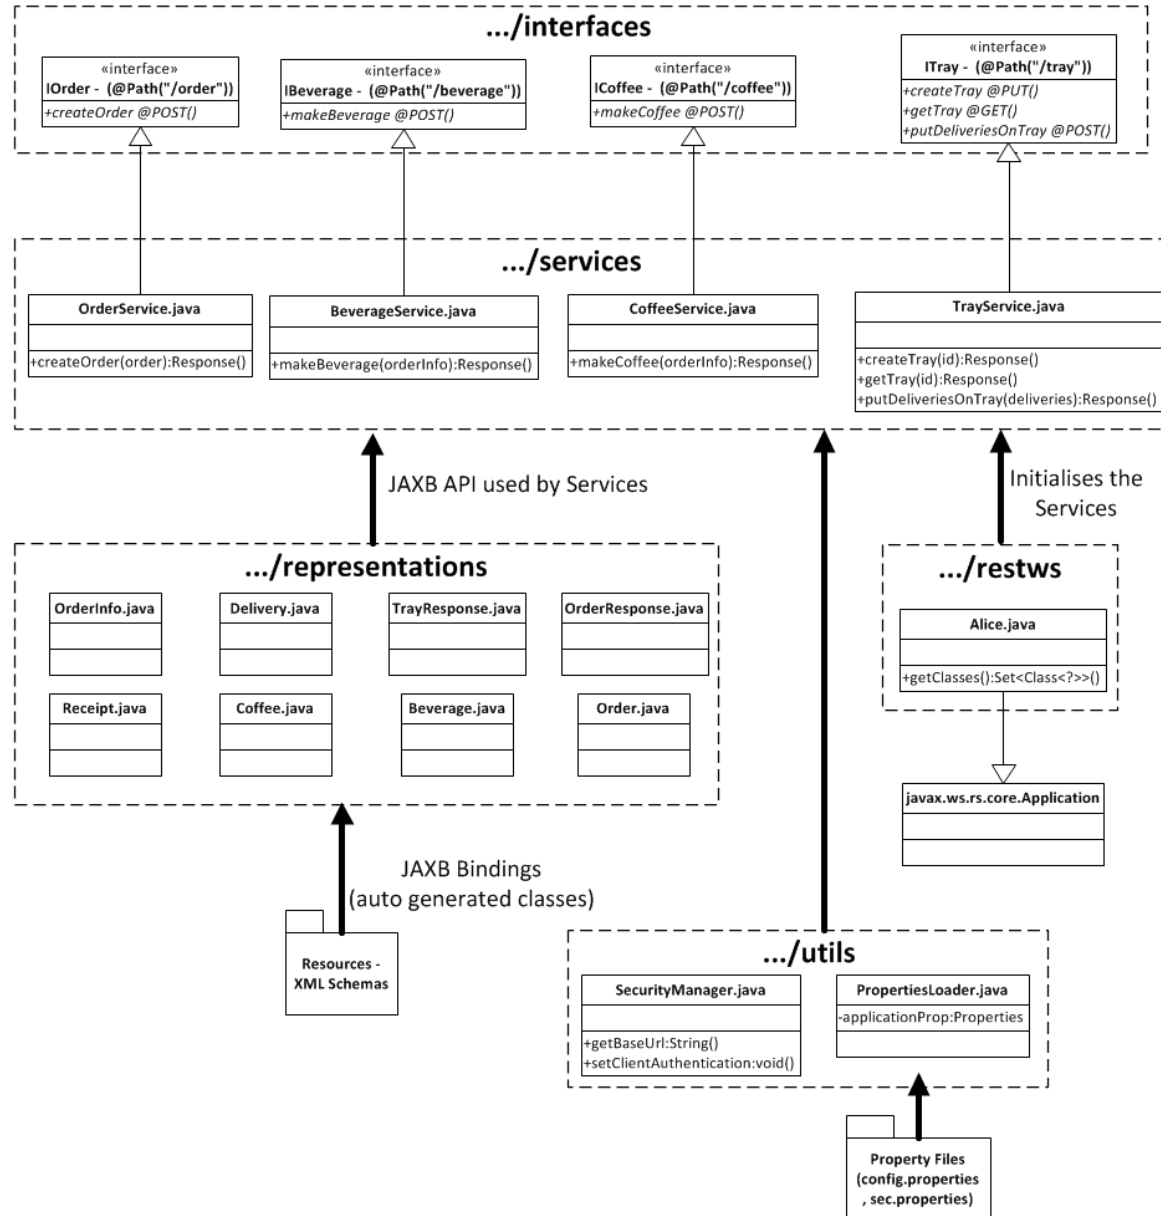 .../interfaces
«interface»
IOrder - (@Path("/order"))
+createOrder @POST()
«interface»
IBeverage - (@Path("/beverage"))
+makeBeverage @POST()
«interface»
ICoffee - (@Path("/coffee"))
+makeCoffee @POST()
«interface»
ITray - (@Path("/tray"))
+createTray @PUT()
+getTray @GET()
+putDeliveriesOnTray @POST()
.../services
OrderService.java
+createOrder(order):Response()
BeverageService.java
+makeBeverage(orderInfo):Response()
CoffeeService.java
+makeCoffee(orderInfo):Response()
TrayService.java
+createTray(id):Response()
+getTray(id):Response()
+putDeliveriesOnTray(deliveries):Response()
JAXB API used by Services
Initialises the
Services
.../representations
OrderInfo.java
Delivery.java
TrayResponse.java
OrderResponse.java
Receipt.java
Coffee.java
Beverage.java
Order.java
.../restws
Alice.java
+getClasses():Set<Class<?>>()
javax.ws.rs.core.Application
JAXB Bindings
(auto generated classes)
Resources -
XML Schemas
.../utils
SecurityManager.java
+getBaseUrl:String()
+setClientAuthentication:void()
PropertiesLoader.java
-applicationProp:Properties
Property Files
(config.properties
, sec.properties)